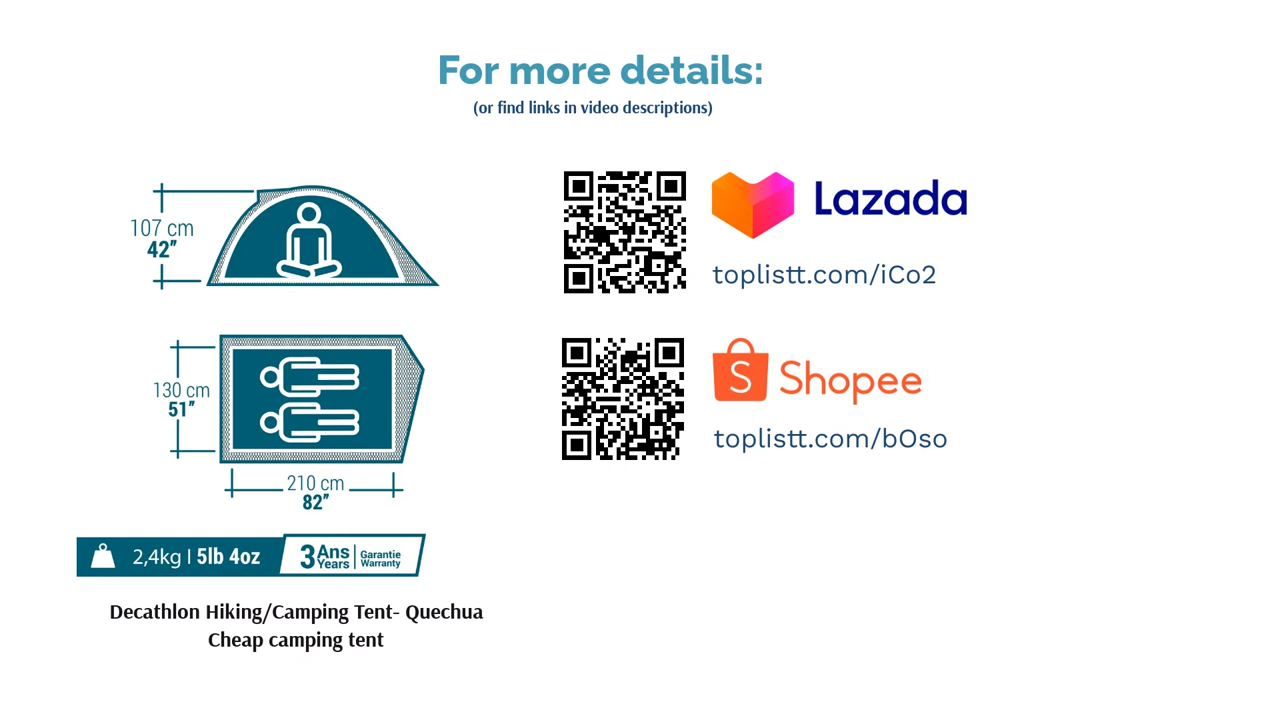 For more details:
(or find links in video descriptions)
107 cm
42”
130 cm
51”
210 cm
82”
2,4kg I 5lb 4oz
3 Ans Years Garantie Warranty
Decathlon Hiking/Camping Tent- Quechua
Cheap camping tent
Lazada
toplistt.com/iCo2
S Shopee
toplistt.com/bOso